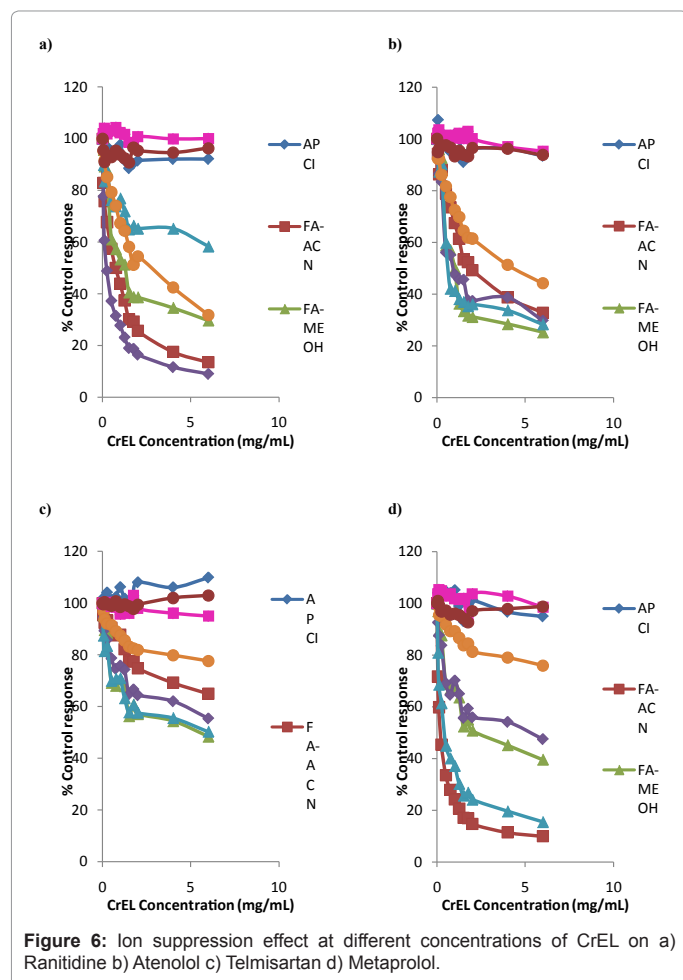 a)
120
100
80
60
40
20
0
% Control response
0
5
10
CrEL Concentration (mg/mL)
AP
CI
FA-
AC
N
FA-
ME
OH
b)
120
100
80
60
40
20
0
% Control response
0
5
10
CrEL Concentration (mg/mL)
AP
CI
FA-
AC
N
FA-
ME
OH
c)
120
100
80
60
40
20
0
% Control response
0
5
10
CrEL Concentration (mg/mL)
A
P
CI
F
A-
A
C
N
d)
120
100
80
60
40
20
0
% Control response
0
5
10
CrEL Concentration (mg/mL)
AP
CI
FA-
AC
N
FA-
ME
OH
Figure 6: Ion suppression effect at different concentrations of CrEL on a)
Ranitidine b) Atenolol c) Telmisartan d) Metaprolol.